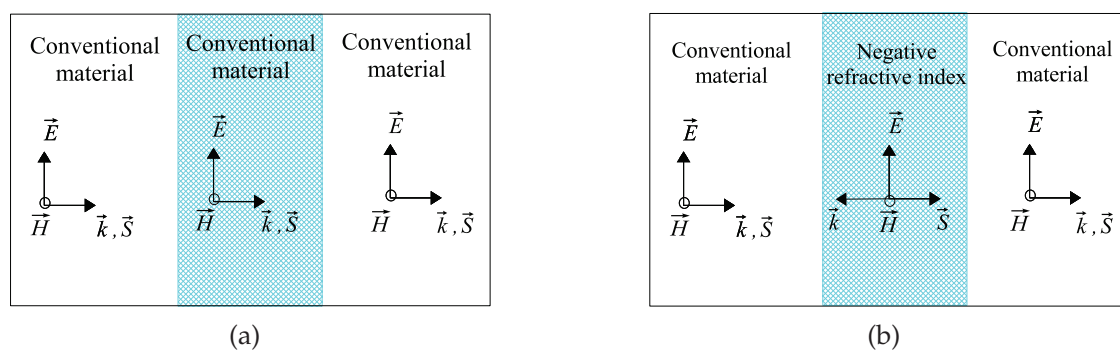 Conventional
material
Conventional
material
Conventional
material
E⃗
H⃗
k⃗ , S⃗
E⃗
H⃗
k⃗ , S⃗
E⃗
H⃗
k⃗ , S⃗
(a)
Conventional
material
Negative
refractive index
Conventional
material
E⃗
H⃗
k⃗ , S⃗
E⃗
k⃗
H⃗
S⃗
E⃗
H⃗
k⃗ , S⃗
(b)